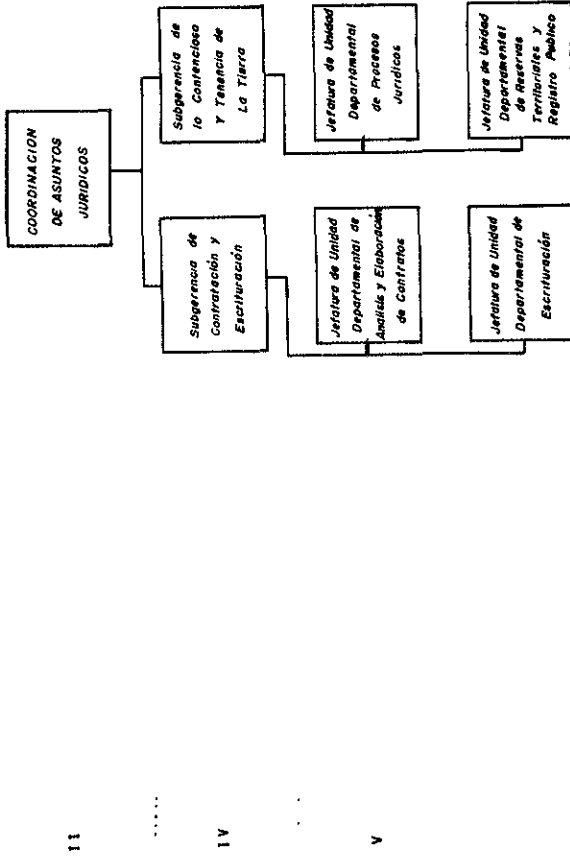 COORDINACION
DE ASUNTOS
JURIDICOS
Subgerencia de
Contratación y
Escrituración
Subgerencia de
lo Contencioso
Y Tenencia de
La Tierra
Jefatura de Unidad
Departamental de
Analisis y Elaboración
de Contratos
Jefatura de Unidad
Departamental
de Procesos
Juridicos
Jefatura de Unidad
Departamental de
Escrituración
Jefatura de Unidad
Departamental
de Reservas
Territoriales y
Registro Publico
IV
V